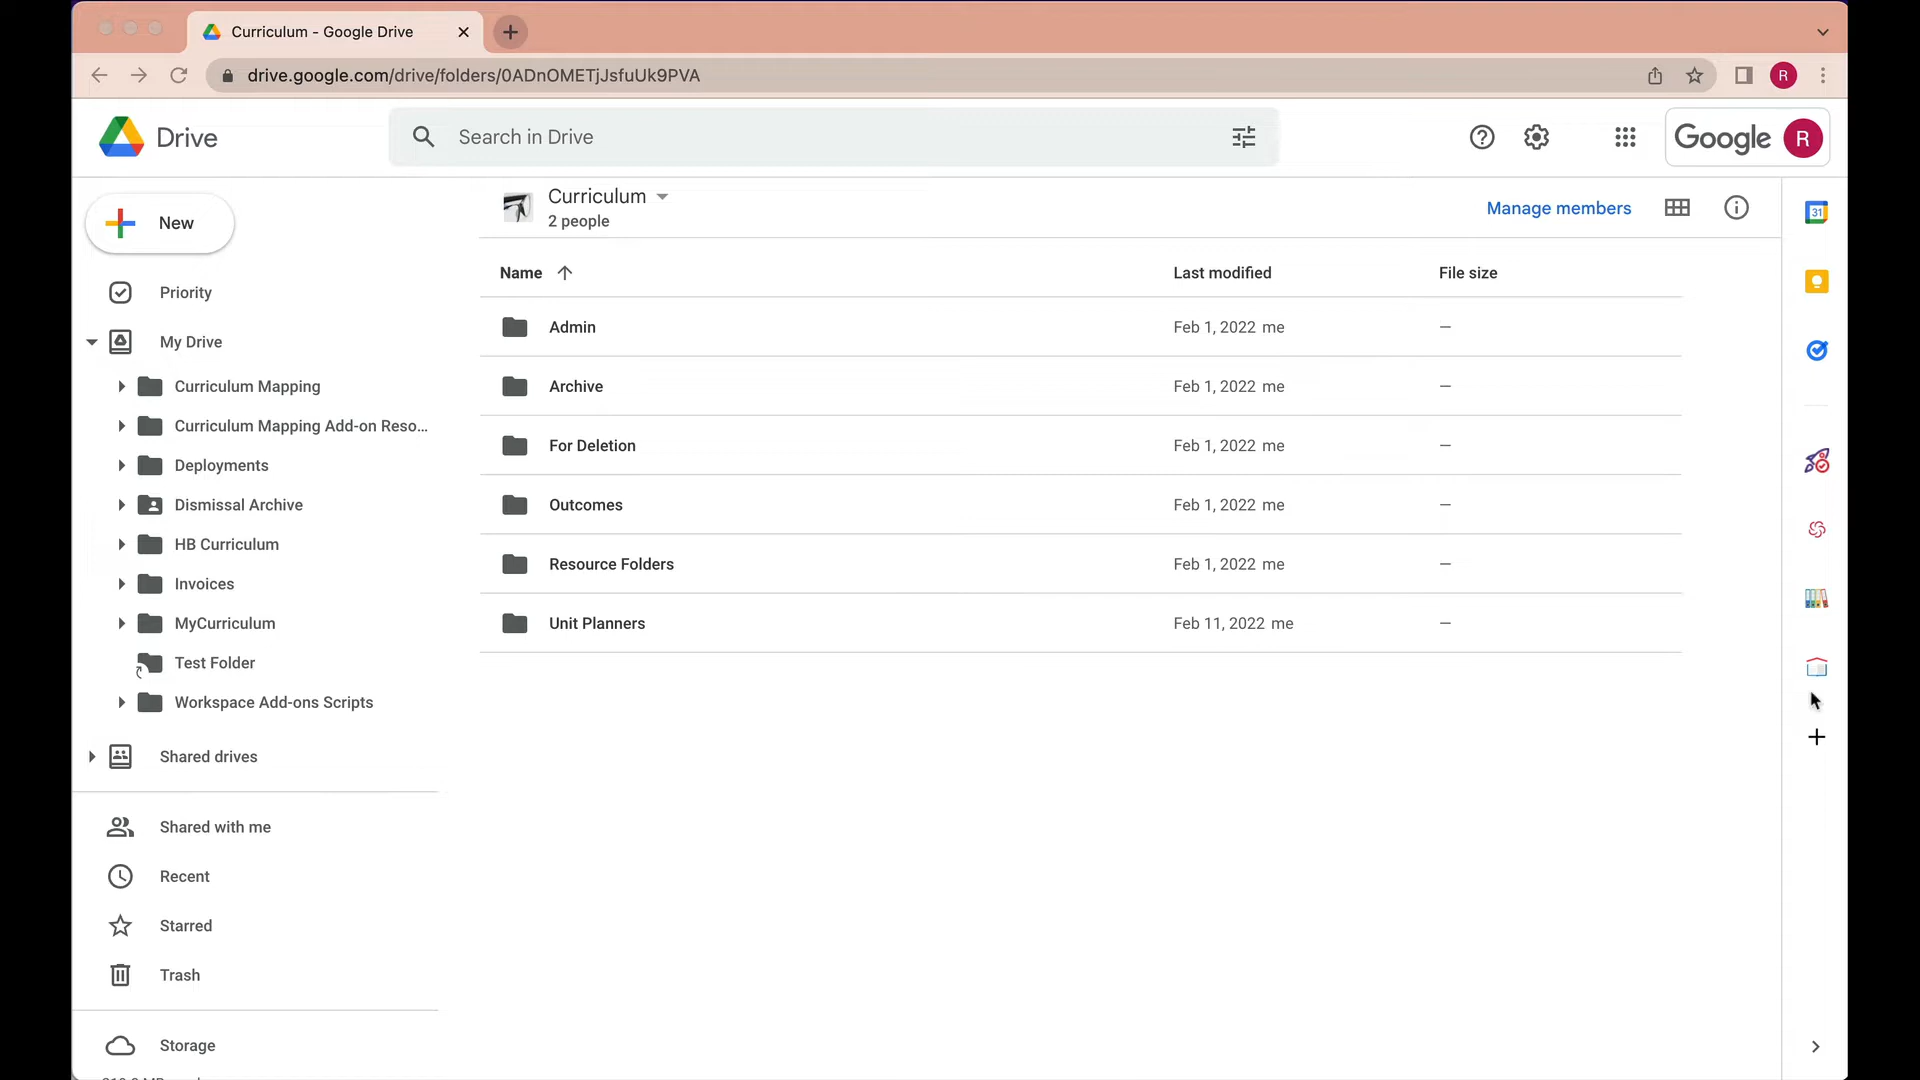 Curriculum - Google Drive
drive.google.com/drive/folders/0ADnOMETjJsfuUk9PVA
R
Drive
Search in Drive
Google
R
New
Curriculum
2 people
Manage members
31
Name
Last modified
File size
Priority
My Drive
Curriculum Mapping
Curriculum Mapping Add-on Reso...
Deployments
Dismissal Archive
HB Curriculum
Invoices
MyCurriculum
Test Folder
Workspace Add-ons Scripts
Shared drives
Shared with me
Recent
Starred
Trash
Storage
Admin Feb 1, 2022 me —
Archive Feb 1, 2022 me —
For Deletion Feb 1, 2022 me —
Outcomes Feb 1, 2022 me —
Resource Folders Feb 1, 2022 me —
Unit Planners Feb 11, 2022 me —